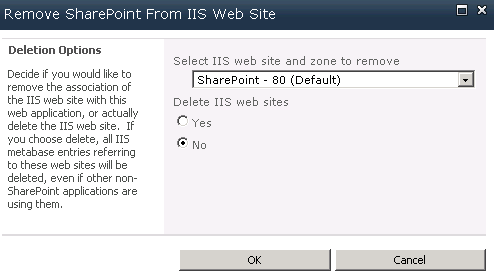 Remove SharePoint From IIS Web Site
Deletion Options
Decide if you would like to
remove the association of
the IIS web site with this
web application, or actually
delete the IIS web site.  If
you choose delete, all IIS
metabase entries referring
to these web sites will be
deleted, even if other non-
SharePoint applications are
using them.
Select IIS web site and zone to remove
SharePoint - 80 (Default)
Delete IIS web sites
Yes
No
OK
Cancel